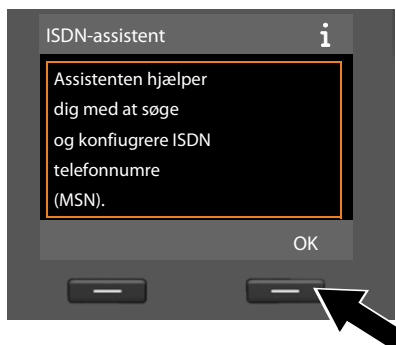 ISDN-assistent i
Assistenten hjælper
dig med at søge
og konfiugrere ISDN
telefonnumre
(MSN).
OK